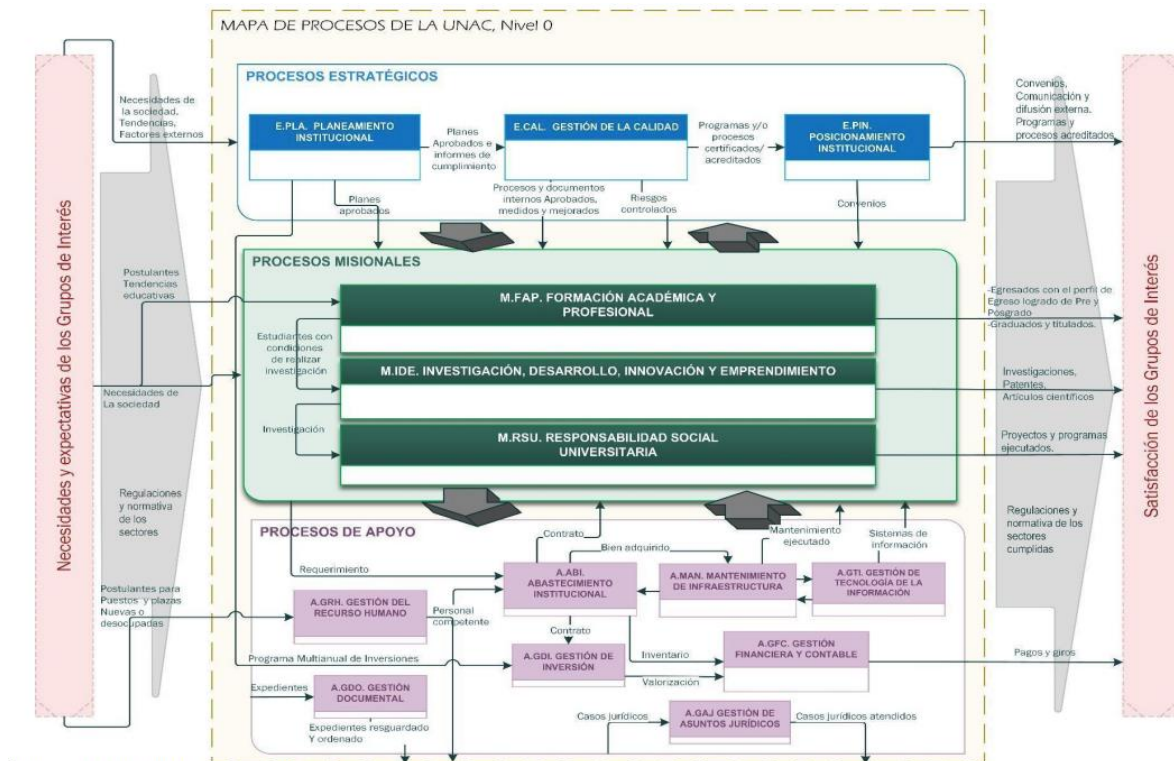 MAPA DE PROCESOS DE LA UNAC, Nivel 0
Necesidades y expectativas de los Grupos de Interés
Necesidades de
la sociedad.
Tendencias,
Factores externos
PROCESOS ESTRATÉGICOS
E.PLA. PLANEAMIENTO
INSTITUCIONAL
Planes
Aprobados e
informes de
cumplimiento
E.CAL. GESTIÓN DE LA CALIDAD
Programas y/o
procesos
certificados/
acreditados
E.PIN.
POSICIONAMIENTO
INSTITUCIONAL
Convenios,
Comunicación y
difusión externa.
Programas y
procesos acreditados
Planes
aprobados
Procesos y documentos
internos Aprobados,
medidos y mejorados
Riesgos
controlados
Convenios
PROCESOS MISIONALES
Postulantes
Tendencias
educativas
M.FAP. FORMACIÓN ACADÉMICA Y
PROFESIONAL
-Egresados con el perfil de
Egreso logrado de Pre y
Posgrado
-Graduados y titulados.
Estudiantes con
condiciones
de realizar
investigación
M.IDE. INVESTIGACIÓN, DESARROLLO, INNOVACIÓN Y EMPRENDIMIENTO
Investigaciones,
Patentes,
Artículos científicos
Necesidades de
La sociedad
Investigación
M.RSU. RESPONSABILIDAD SOCIAL
UNIVERSITARIA
Proyectos y programas
ejecutados.
Regulaciones
y normativa
de los
sectores
Regulaciones y
normativa de los
sectores
cumplidas
PROCESOS DE APOYO
Contrato
Bien adquirido
Mantenimiento
ejecutado
Sistemas de
información
Requerimiento
A.ABI.
ABASTECIMIENTO
INSTITUCIONAL
A.MAN. MANTENIMIENTO
DE INFRAESTRUCTURA
A.GTI. GESTIÓN DE
TECNOLOGÍA DE LA
INFORMACIÓN
Postulantes para
Puestos y plazas
Nuevas o
desocupadas
A.GRH. GESTIÓN DEL
RECURSO HUMANO
Personal
competente
Contrato
Programa Multianual de Inversiones
A.GDI. GESTIÓN DE
INVERSIÓN
Inventario
Valorización
A.GFC. GESTIÓN
FINANCIERA Y CONTABLE
Pagos y giros
Expedientes
A.GDO. GESTIÓN
DOCUMENTAL
Expedientes resguardado
Y ordenado
Casos jurídicos
A.GAJ GESTIÓN DE
ASUNTOS JURÍDICOS
Casos jurídicos atendidos
Satisfacción de los Grupos de Interés